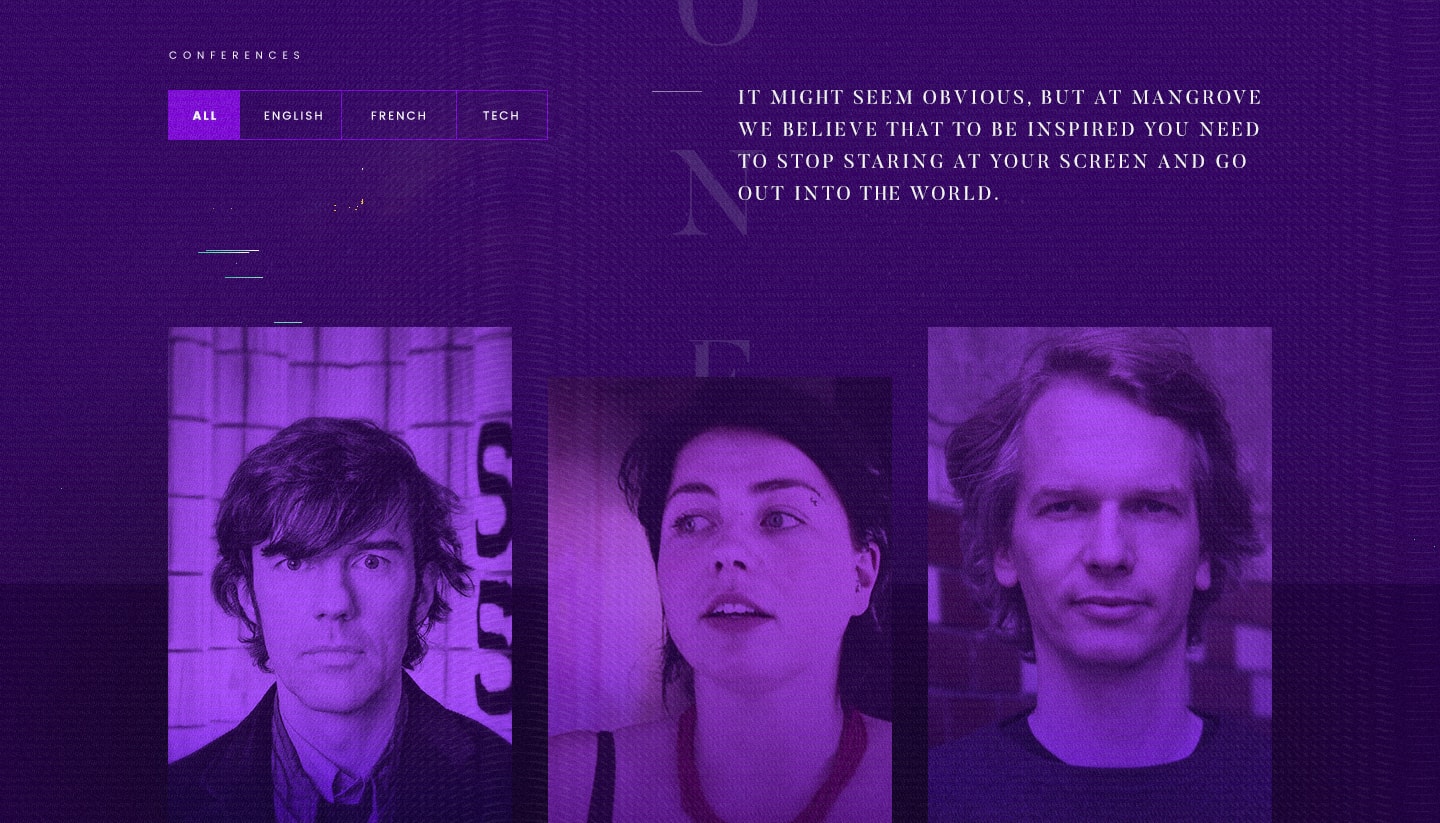 CONFERENCES
ALL ENGLISH FRENCH TECH
O
N
E
IT MIGHT SEEM OBVIOUS, BUT AT MANGROVE
WE BELIEVE THAT TO BE INSPIRED YOU NEED
TO STOP STARING AT YOUR SCREEN AND GO
OUT INTO THE WORLD.